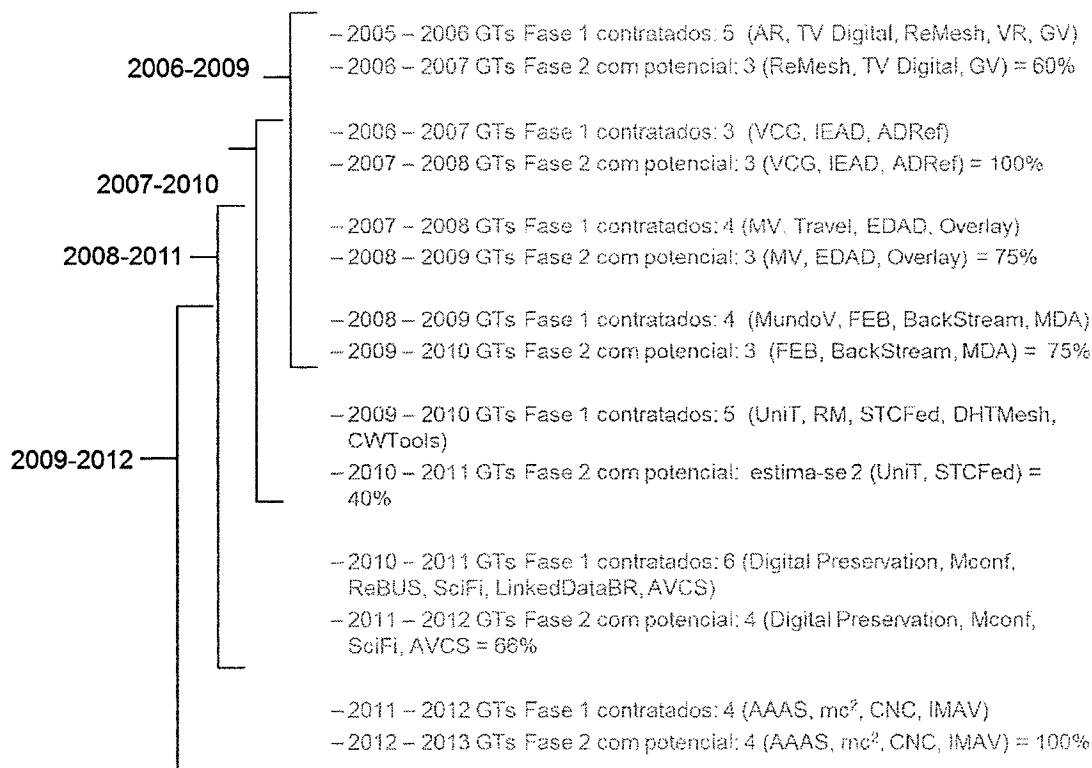 – 2005 – 2006 GTs Fase 1 contratados: 5 (AR, TV Digital, ReMesh, VR, GV)
2006-2009
– 2006 – 2007 GTs Fase 2 com potencial: 3 (ReMesh, TV Digital, GV) = 60%
– 2006 – 2007 GTs Fase 1 contratados: 3 (VCG, IEAD, ADRef)
– 2007 – 2008 GTs Fase 2 com potencial: 3 (VCG, IEAD, ADRef) = 100%
2007-2010
– 2007 – 2008 GTs Fase 1 contratados: 4 (MV, Travel, EDAD, Overlay)
2008-2011
– 2008 – 2009 GTs Fase 2 com potencial: 3 (MV, EDAD, Overlay) = 75%
– 2008 – 2009 GTs Fase 1 contratados: 4 (MundoV, FEB, BackStream, MDA)
– 2009 – 2010 GTs Fase 2 com potencial: 3 (FEB, BackStream, MDA) = 75%
– 2009 – 2010 GTs Fase 1 contratados: 5 (UniT, RM, STCFed, DHTMesh,
CWTools)
2009-2012
– 2010 – 2011 GTs Fase 2 com potencial: estima-se 2 (UniT, STCFed) =
40%
– 2010 – 2011 GTs Fase 1 contratados: 6 (Digital Preservation, Mconf,
ReBUS, SciFi, LinkedDataBR, AVCS)
– 2011 – 2012 GTs Fase 2 com potencial: 4 (Digital Preservation, Mconf,
SciFi, AVCS = 66%
– 2011 – 2012 GTs Fase 1 contratados: 4 (AAAS, mc², CNC, IMAV)
– 2012 – 2013 GTs Fase 2 com potencial: 4 (AAAS, mc², CNC, IMAV) = 100%